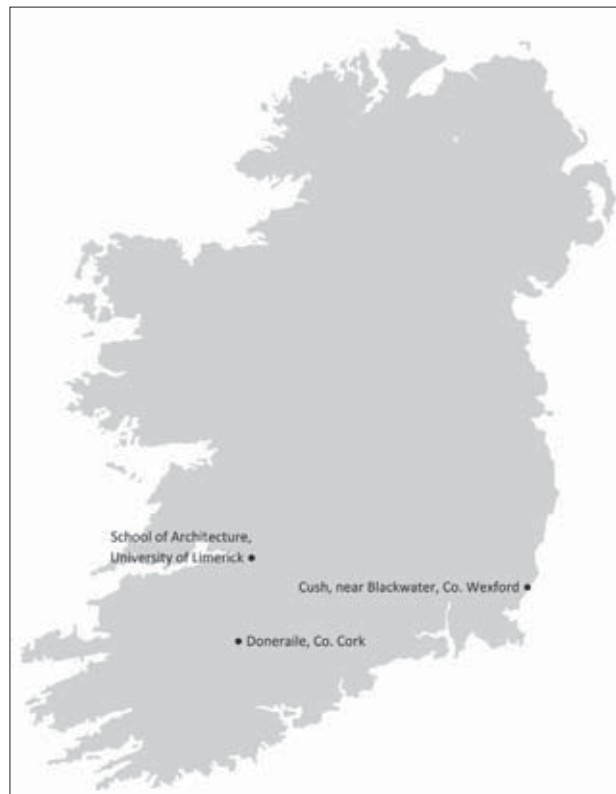 School of Architecture,
University of Limerick
Cush, near Blackwater, Co. Wexford
Doneraile, Co. Cork